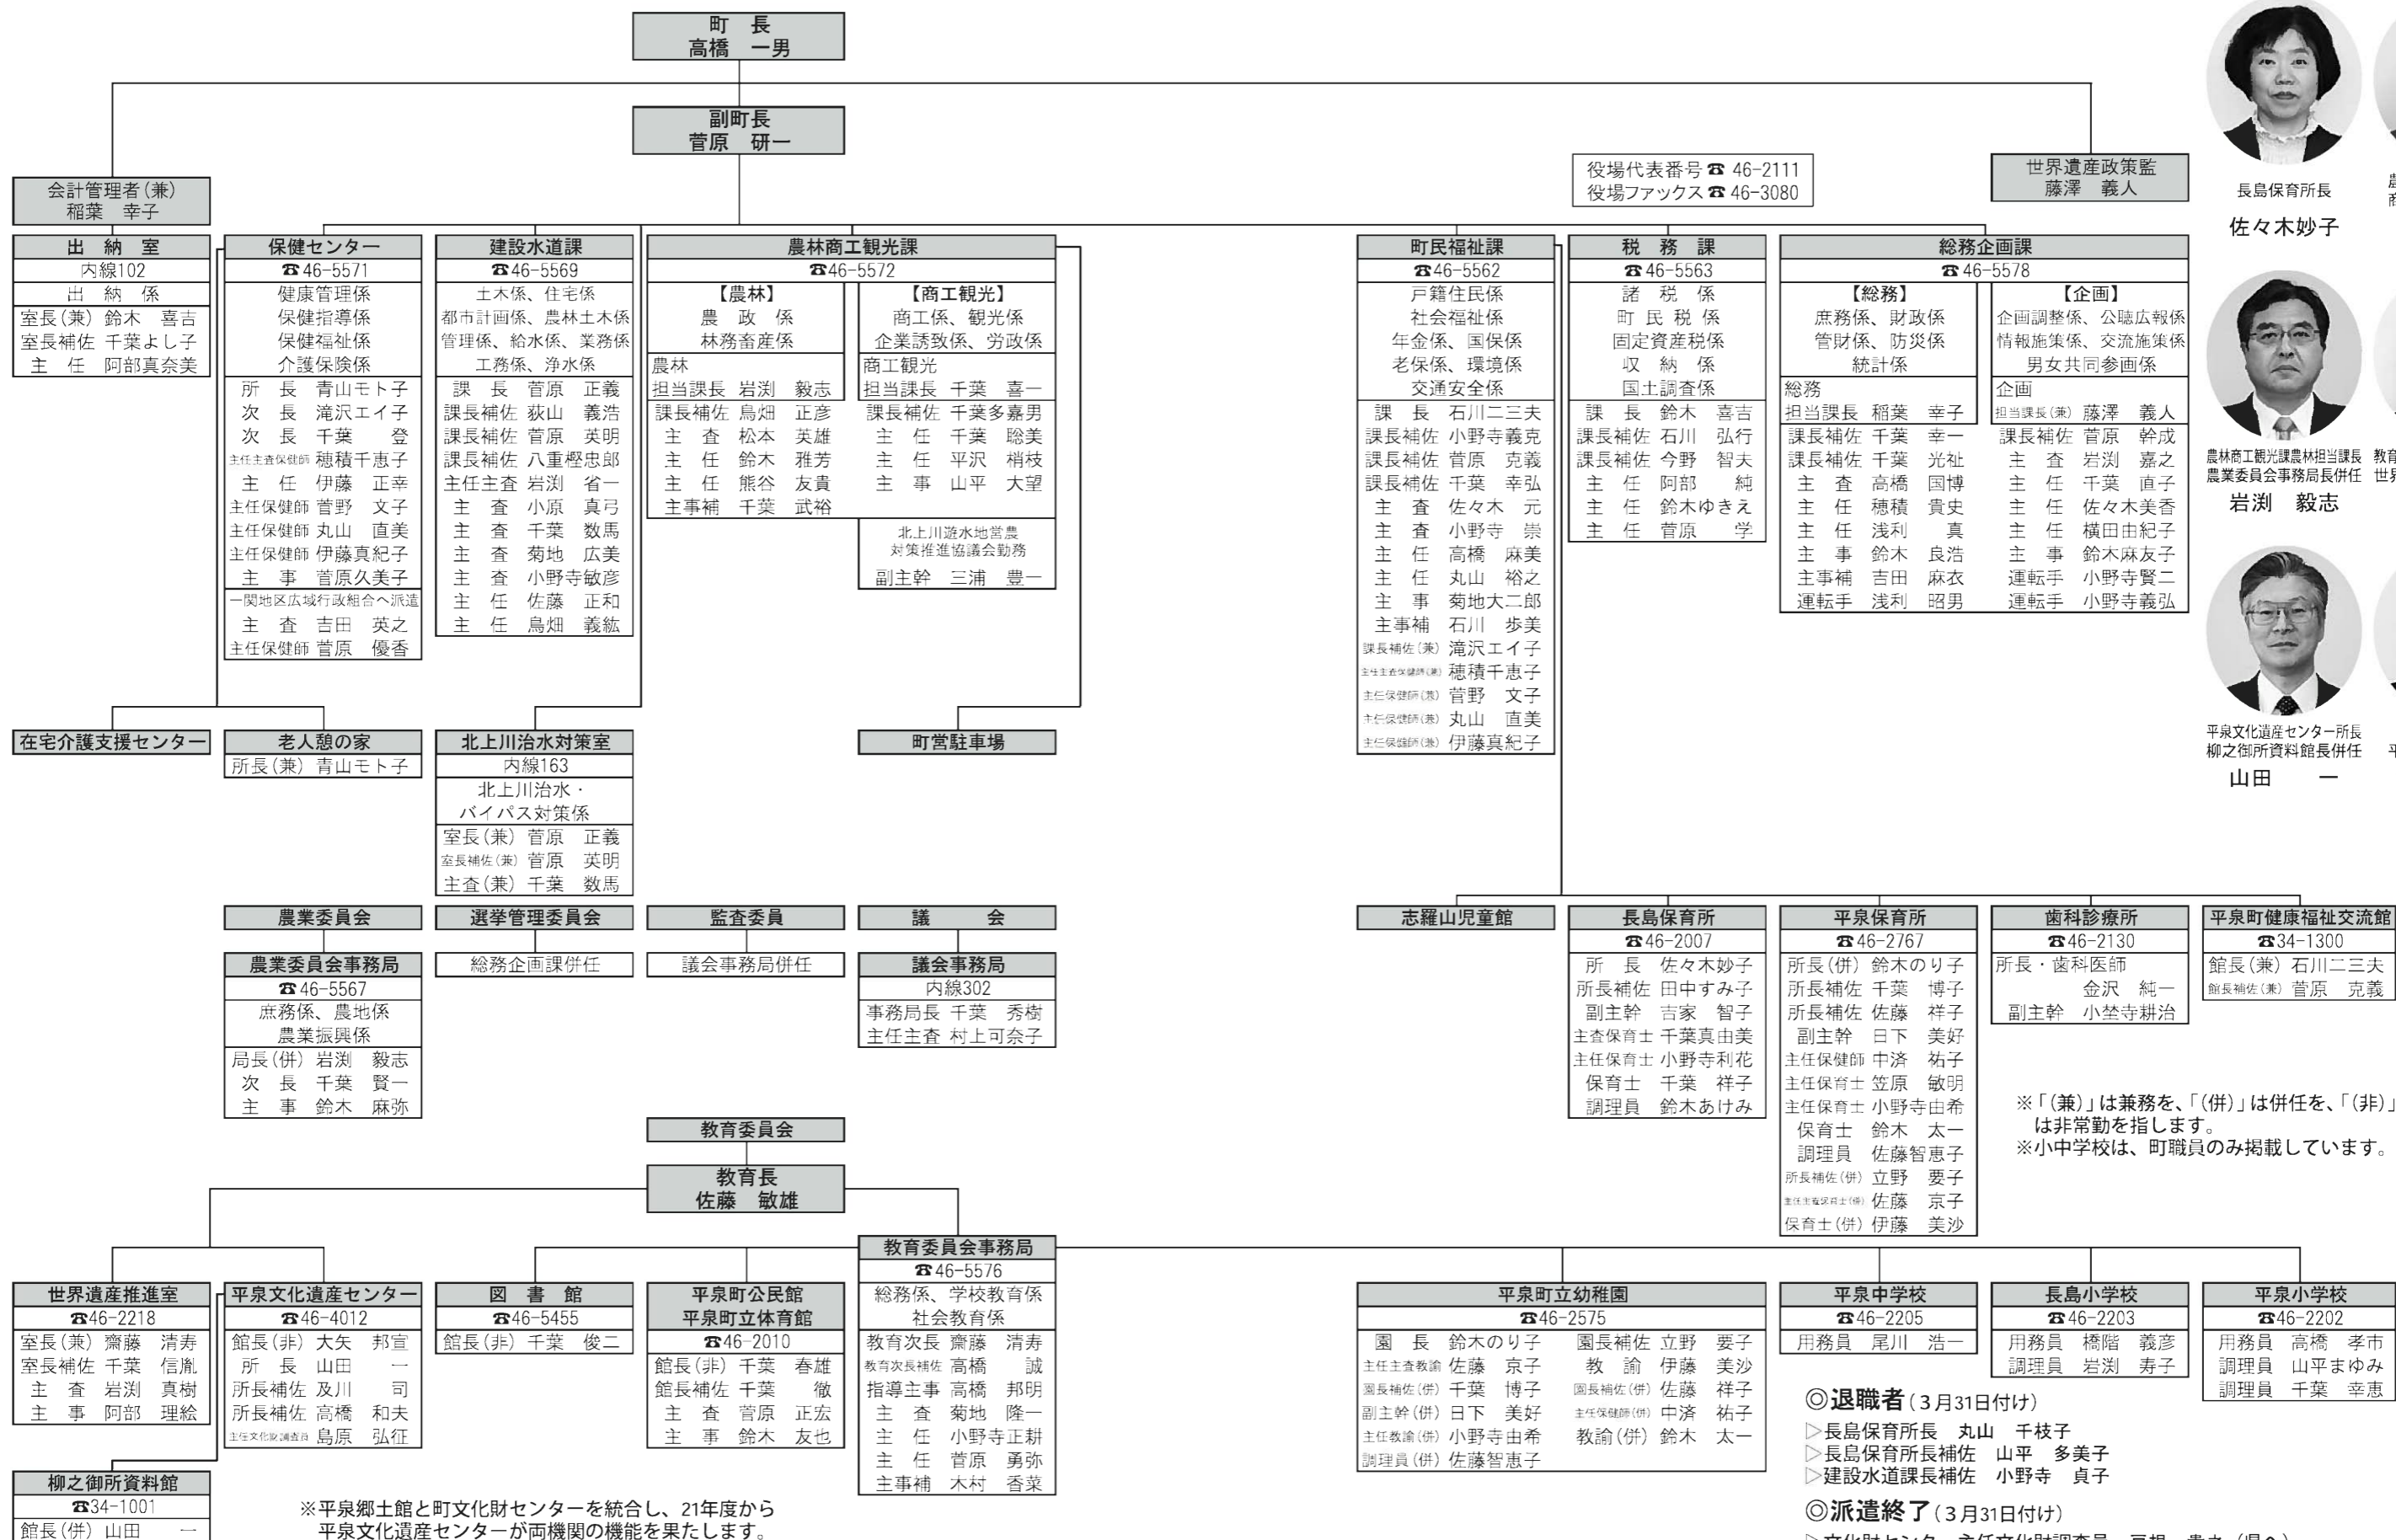 町　長
高橋　一男
副町長
菅原　研一
役場代表番号☎ 46-2111
役場ファックス☎ 46-3080
世界遺産政策監
藤澤　義人
会計管理者(兼)
稲葉　幸子
出　納　室
内線102
出　納　係
室長(兼) 鈴木　喜吉
室長補佐 千葉よし子
主　任 阿部真奈美
保健センター
☎46-5571
健康管理係
保健指導係
保健福祉係
介護保険係
所　長 青山モト子
次　長 滝沢エイ子
次　長 千葉　登
主任主査保健師 穂積千恵子
主　任 伊藤　正幸
主任保健師 菅野　文子
主任保健師 丸山　直美
主任保健師 伊藤真紀子
主　事 菅原久美子
一関地区広域行政組合へ派遣
主　査 吉田　英之
主任保健師 菅原　優香
建設水道課
☎46-5569
土木係、住宅係
都市計画係、農林土木係
管理係、給水係、業務係
工務係、浄水係
課　長 菅原　正義
課長補佐 荻山　義浩
課長補佐 菅原　英明
課長補佐 八重樫忠郎
主任主査 岩渕　省一
主　査 小原　真弓
主　査 千葉　数馬
主　査 菊地　広美
主　査 小野寺敏彦
主　任 佐藤　正和
主　任 鳥畑　義紘
農林商工観光課
☎46-5572
【農林】
農　政　係
林務畜産係
農林
担当課長 岩渕　毅志
課長補佐 鳥畑　正彦
主　査 松本　英雄
主　任 鈴木　雅芳
主　任 熊谷　友貴
主事補 千葉　武裕
【商工観光】
商工係、観光係
企業誘致係、労政係
商工観光
担当課長 千葉　喜一
課長補佐 千葉多嘉男
主　任 千葉　聡美
主　任 平沢　梢枝
主　事 山平　大望
北上川遊水地営農
対策推進協議会勤務
副主幹　三浦　豊一
町民福祉課
☎46-5562
戸籍住民係
社会福祉係
年金係、国保係
老保係、環境係
交通安全係
課　長 石川二三夫
課長補佐 小野寺義克
課長補佐 菅原　克義
課長補佐 千葉　幸弘
主　査 佐々木　元
主　査 小野寺　崇
主　任 高橋　麻美
主　任 丸山　裕之
主　事 菊地大二郎
主事補 石川　歩美
課長補佐(兼) 滝沢エイ子
主任主査保健師(兼) 穂積千恵子
主任保健師(兼) 菅野　文子
主任保健師(兼) 丸山　直美
主任保健師(兼) 伊藤真紀子
税　務　課
☎46-5563
諸　税　係
町 民 税 係
固定資産税係
収　納　係
国土調査係
課　長 鈴木　喜吉
課長補佐 石川　弘行
課長補佐 今野　智夫
主　任 阿部　純
主　任 鈴木ゆきえ
主　任 菅原　学
総務企画課
☎46-5578
【総務】
庶務係、財政係
管財係、防災係
統計係
総務
担当課長 稲葉　幸子
課長補佐 千葉　幸一
課長補佐 千葉　光祉
主　査 高橋　国博
主　任 穂積　貴史
主　任 浅利　真
主　事 鈴木　良浩
主事補 吉田　麻衣
運転手 浅利　昭男
【企画】
企画調整係、公聴広報係
情報施策係、交流施策係
男女共同参画係
企画
担当課長(兼) 藤澤　義人
課長補佐 菅原　幹成
主　査 岩渕　嘉之
主　任 千葉　直子
主　任 佐々木美香
主　任 横田由紀子
主　事 鈴木麻友子
運転手 小野寺賢二
運転手 小野寺義弘
長島保育所長
佐々木妙子
農林商工観光課農林担当課長
農業委員会事務局長併任
岩渕　毅志
平泉文化遺産センター所長
柳之御所資料館長併任
山田　一
在宅介護支援センター
老人憩の家
所長(兼) 青山モト子
北上川治水対策室
内線163
北上川治水・
バイパス対策係
室長(兼) 菅原　正義
室長補佐(兼) 菅原　英明
主査(兼) 千葉　数馬
町営駐車場
農業委員会
農業委員会事務局
☎46-5567
庶務係、農地係
農業振興係
局長(併) 岩渕　毅志
次　長 千葉　賢一
主　事 鈴木　麻弥
選挙管理委員会
総務企画課併任
監査委員
議会事務局併任
議　会
議会事務局
内線302
事務局長 千葉　秀樹
主任主査 村上可奈子
志羅山児童館
長島保育所
☎46-2007
所　長 佐々木妙子
所長補佐 田中すみ子
副主幹 吉家　智子
主査保育士 千葉真由美
主任保育士 小野寺利花
保育士 千葉　祥子
調理員 鈴木あけみ
平泉保育所
☎46-2767
所長(併) 鈴木のり子
所長補佐 千葉　博子
所長補佐 佐藤　祥子
副主幹 日下　美好
主任保健師 中済　祐子
主任保育士 笠原　敏明
主任保育士 小野寺由希
保育士 鈴木　太一
調理員 佐藤智恵子
所長補佐(併) 立野　要子
主任主査保育士(併) 佐藤　京子
保育士(併) 伊藤　美沙
歯科診療所
☎46-2130
所長・歯科医師
金沢　純一
副主幹 小埜寺耕治
平泉町健康福祉交流館
☎34-1300
館長(兼) 石川二三夫
館長補佐(兼) 菅原　克義
※「(兼)」は兼務を、「(併)」は併任を、「(非)」
は非常勤を指します。
※小中学校は、町職員のみ掲載しています。
教育委員会
教育長
佐藤　敏雄
世界遺産推進室
☎46-2218
室長(兼) 齋藤　清寿
室長補佐 千葉　信胤
主　査 岩渕　真樹
主　事 阿部　理絵
平泉文化遺産センター
☎46-4012
館長(非) 大矢　邦宣
所　長 山田　一
所長補佐 及川　司
所長補佐 高橋　和夫
主任文化財調査員 島原　弘征
図　書　館
☎46-5455
館長(非) 千葉　俊二
平泉町公民館
平泉町立体育館
☎46-2010
館長(非) 千葉　春雄
館長補佐 千葉　徹
主　査 菅原　正宏
主　事 鈴木　友也
教育委員会事務局
☎46-5576
総務係、学校教育係
社会教育係
教育次長 齋藤　清寿
教育次長補佐 高橋　誠
指導主事 高橋　邦明
主　査 菊地　隆一
主　任 小野寺正耕
主　任 菅原　勇弥
主事補 木村　香菜
平泉町立幼稚園
☎46-2575
園　長 鈴木のり子　園長補佐 立野　要子
主任主査教諭 佐藤　京子　教　諭 伊藤　美沙
園長補佐(併) 千葉　博子　園長補佐(併) 佐藤　祥子
副主幹(併) 日下　美好　主任保健師(併) 中済　祐子
主任教諭(併) 小野寺由希　教諭(併) 鈴木　太一
調理員(併) 佐藤智恵子
平泉中学校
☎46-2205
用務員 尾川　浩一
長島小学校
☎46-2203
用務員 橋階　義彦
調理員 岩渕　寿子
平泉小学校
☎46-2202
用務員 高橋　孝市
調理員 山平まゆみ
調理員 千葉　幸恵
柳之御所資料館
☎34-1001
館長(併) 山田　一
※平泉郷土館と町文化財センターを統合し、21年度から
平泉文化遺産センターが両機関の機能を果たします。
◎退職者(３月31日付け)
▷長島保育所長　丸山　千枝子
▷長島保育所長補佐　山平　多美子
▷建設水道課長補佐　小野寺　貞子
◎派遣終了(３月31日付け)